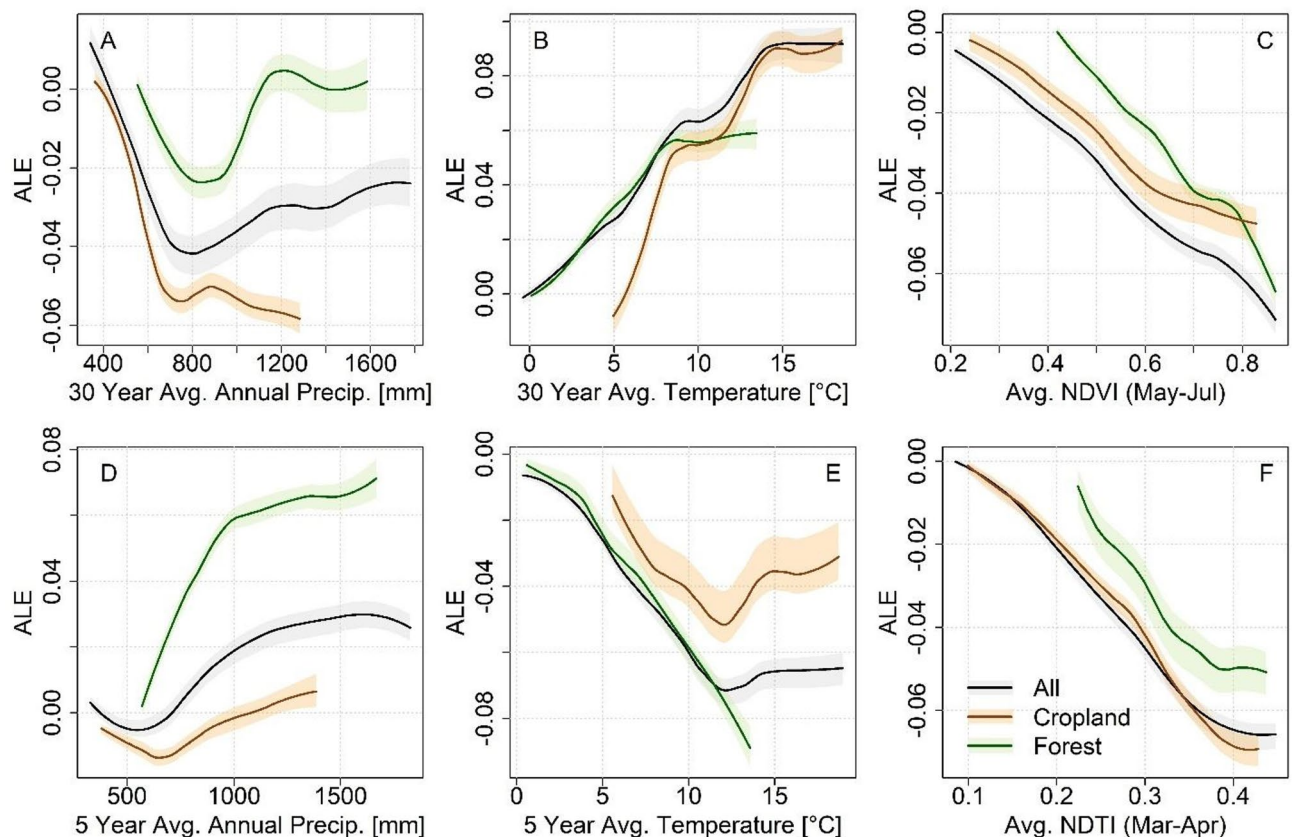 A
ALE
0.00
-0.02
-0.04
-0.06
400
800
1200
1600
30 Year Avg. Annual Precip. [mm]
B
ALE
0.08
0.04
0.00
0
5
10
15
30 Year Avg. Temperature [°C]
C
ALE
0.00
-0.02
-0.04
-0.06
0.2
0.4
0.6
0.8
Avg. NDVI (May-Jul)
D
ALE
0.08
0.04
0.00
500
1000
1500
5 Year Avg. Annual Precip. [mm]
E
ALE
0.00
-0.04
-0.08
0
5
10
15
5 Year Avg. Temperature [°C]
F
ALE
0.00
-0.02
-0.04
-0.06
All
Cropland
Forest
0.1
0.2
0.3
0.4
Avg. NDTI (Mar-Apr)